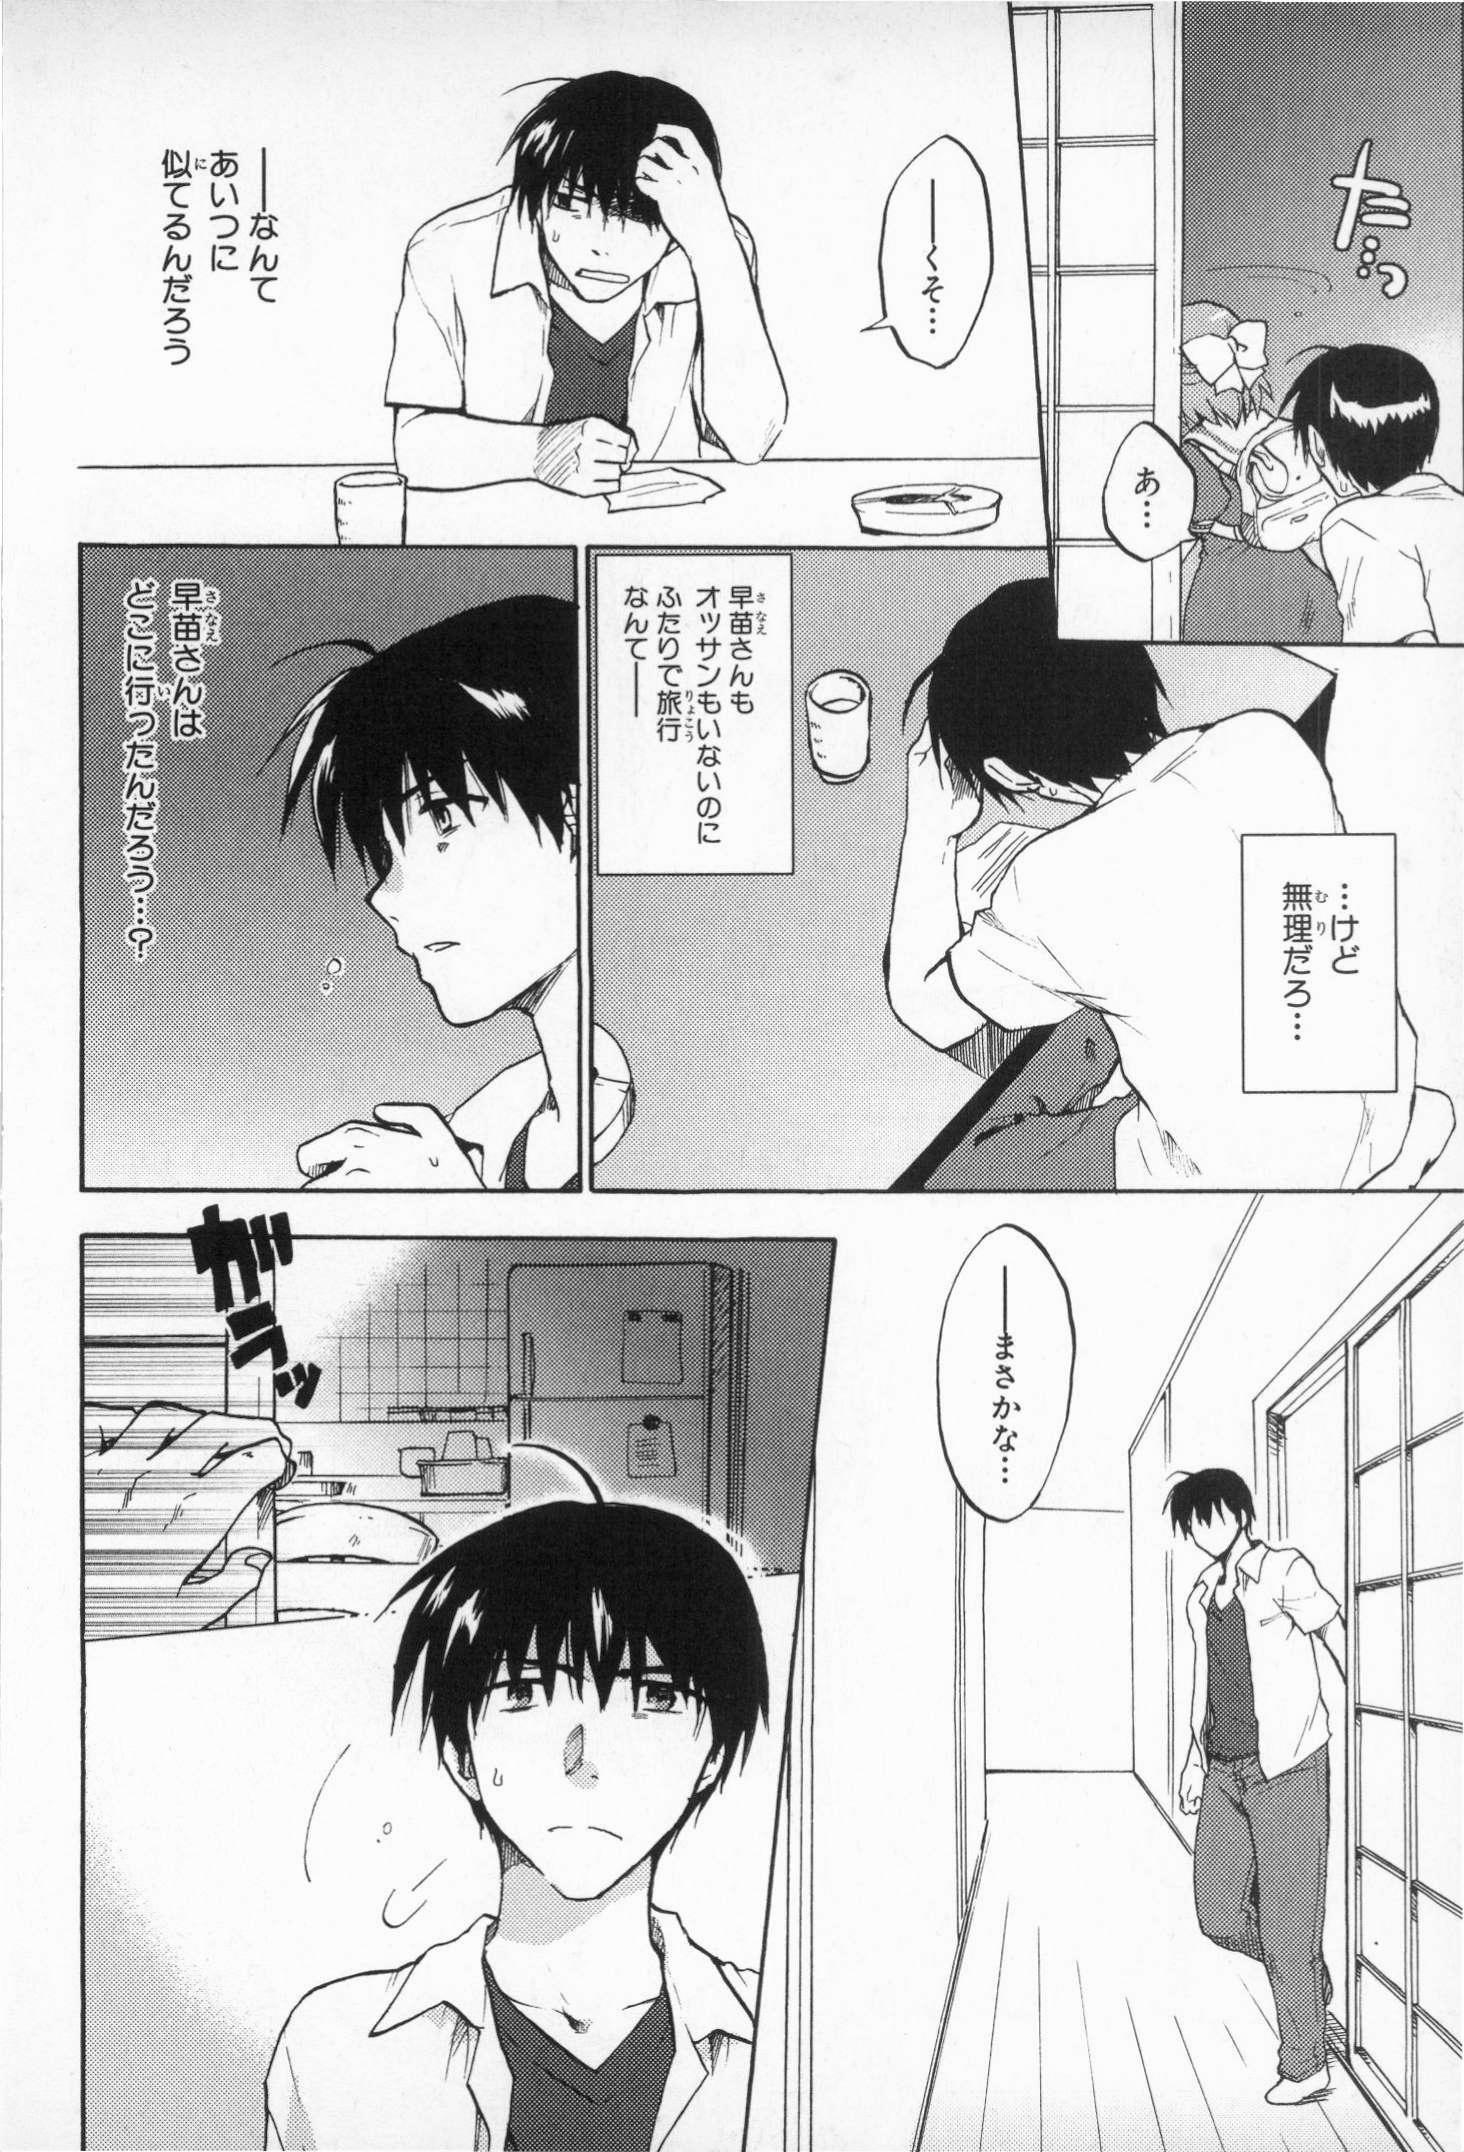 た…っ
あ…
――くそ…
――なんて
あいつに
似てるんだろう
…けど
無理だろ…
早苗さんも
オッサンもいないのに
ふたりで旅行
なんて――
早苗さんは
どこに行ったんだろう…？
――まさかな…
ガラッ